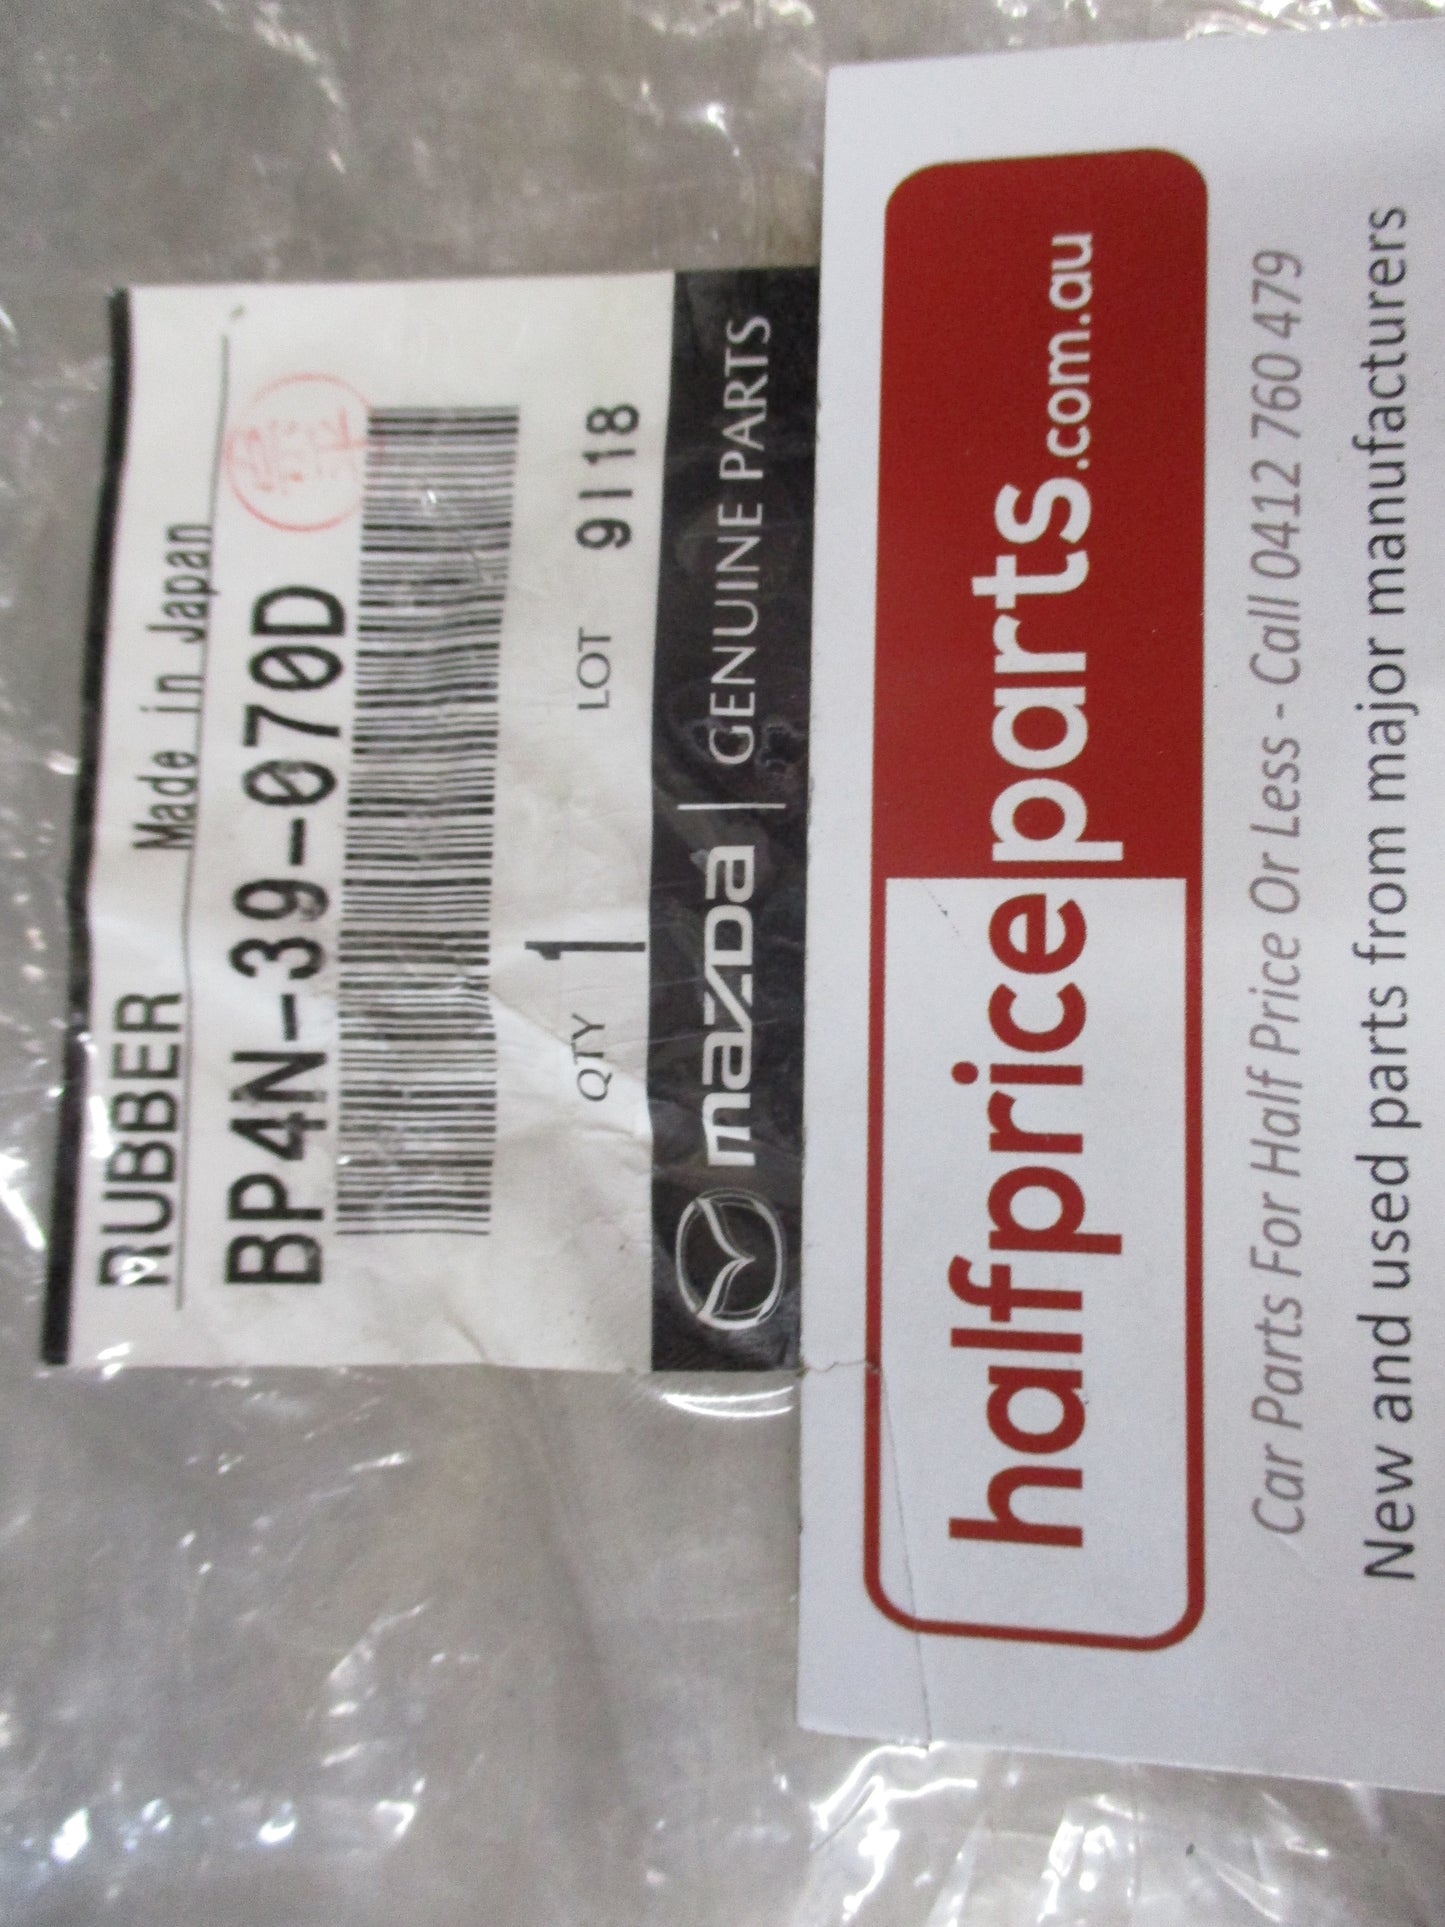 RUBBER Made in Japan
BP4N-39-070D
QTY 1 LOT 9118
mazda | GENUINE PARTS
halfpriceparts.com.au
Car Parts For Half Price Or Less - Call 0412 760 479
New and used parts from major manufacturers